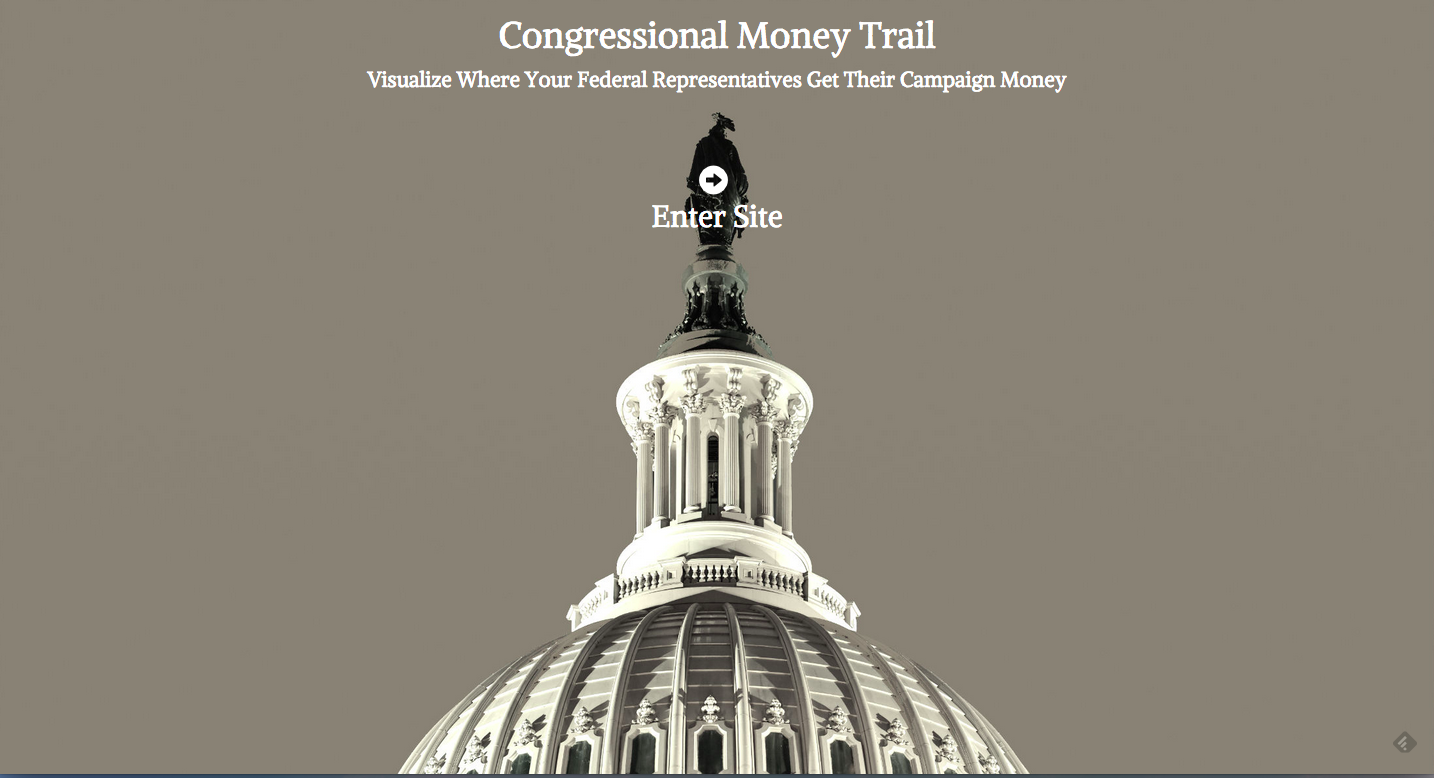 Congressional Money Trail
Visualize Where Your Federal Representatives Get Their Campaign Money
Enter Site